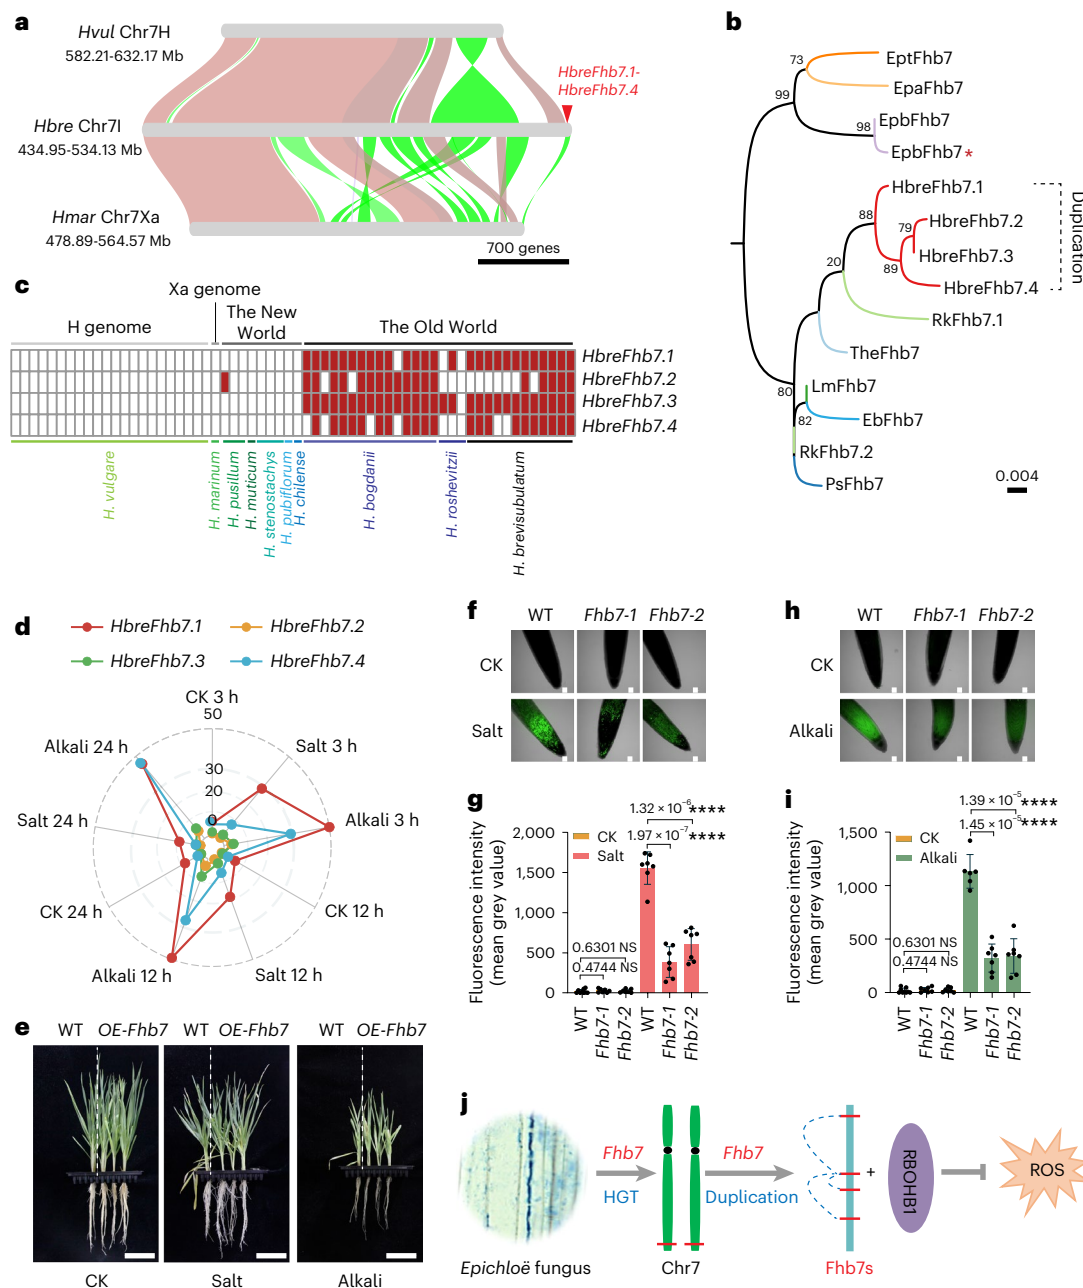 a
Hvul Chr7H
582.21-632.17 Mb
HbreFhb7.1-
HbreFhb7.4
Hbre Chr7I
434.95-534.13 Mb
Hmar Chr7Xa
478.89-564.57 Mb
700 genes
b
73
EptFhb7
EpaFhb7
99
EpbFhb7
98
EpbFhb7*
HbreFhb7.1
88
HbreFhb7.2
79
HbreFhb7.3
89
HbreFhb7.4
Duplication
20
RkFhb7.1
TheFhb7
80
LmFhb7
EbFhb7
82
RkFhb7.2
PsFhb7
0.004
c
Xa genome
H genome
The New
World
The Old World
HbreFhb7.1
HbreFhb7.2
HbreFhb7.3
HbreFhb7.4
H. vulgare
H. marinum
H. pusillum
H. muticum
H. stenostachys
H. pubiflorum
H. chilense
H. bogdanii
H. roshevitzii
H. brevisubulatum
d
HbreFhb7.1
HbreFhb7.2
HbreFhb7.3
HbreFhb7.4
CK 3 h
50
30
20
0
Salt 3 h
Alkali 3 h
CK 12 h
Salt 12 h
Alkali 12 h
CK 24 h
Salt 24 h
Alkali 24 h
e
WT OE-Fhb7
WT OE-Fhb7
WT OE-Fhb7
CK
Salt
Alkali
f
WT Fhb7-1 Fhb7-2
CK
Salt
g
Fluorescence intensity
(mean grey value)
2,000
1,500
1,000
500
0
CK
Salt
1.32 × 10−6 ****
1.97 × 10−7 ****
0.6301 NS
0.4744 NS
WT
Fhb7-1
Fhb7-2
WT
Fhb7-1
Fhb7-2
h
WT Fhb7-1 Fhb7-2
CK
Alkali
i
Fluorescence intensity
(mean grey value)
1,500
1,000
500
0
CK
Alkali
1.39 × 10−5 ****
1.45 × 10−5 ****
0.6301 NS
0.4744 NS
WT
Fhb7-1
Fhb7-2
WT
Fhb7-1
Fhb7-2
j
Fhb7
HGT
Fhb7
Duplication
+
RBOHB1
ROS
Epichloë fungus
Chr7
Fhb7s